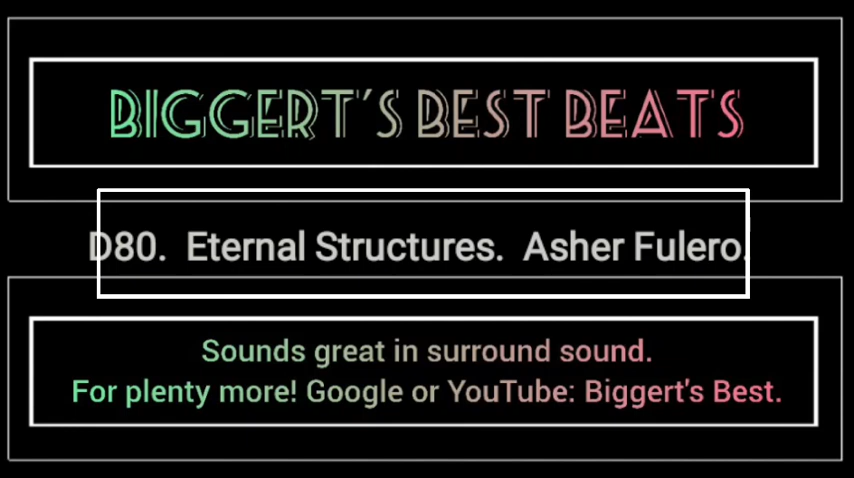 BIGGERT'S BEST BEATS
D80. Eternal Structures. Asher Fulero.
Sounds great in surround sound.
For plenty more! Google or YouTube: Biggert's Best.